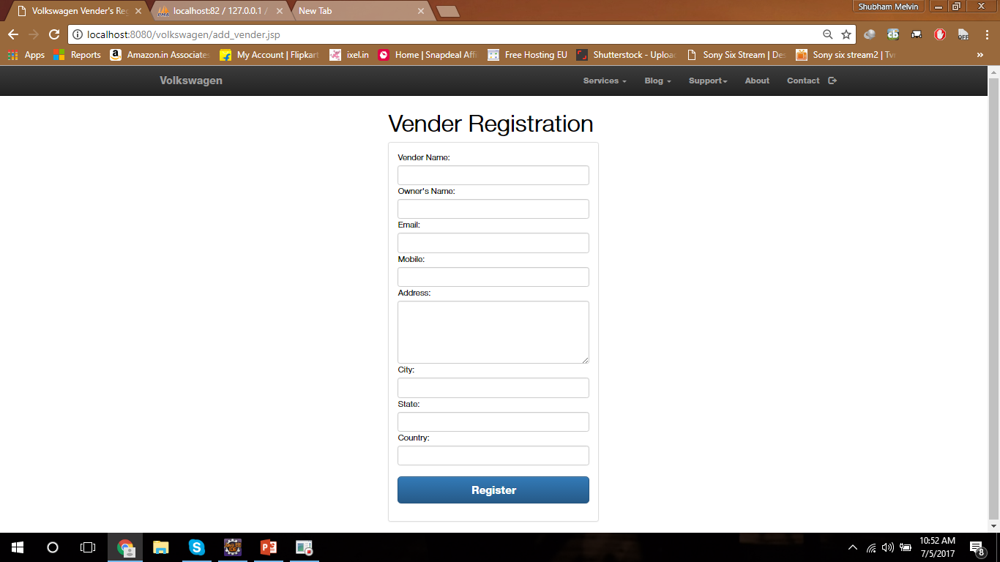 Volkswagen Vender's Reg
localhost:82 / 127.0.0.1 /
New Tab
Shubham Melvin
localhost:8080/volkswagen/add_vender.jsp
Apps
Reports
Amazon.in Associates
My Account | Flipkart
ixel.in
Home | Snapdeal Affi
Free Hosting EU
Shutterstock - Upload
Sony Six Stream | Des
Sony six stream2 | Tv
Volkswagen
Services
Blog
Support
About
Contact
Vender Registration
Vender Name:
Owner's Name:
Email:
Mobile:
Address:
City:
State:
Country:
Register
10:52 AM
7/5/2017
8